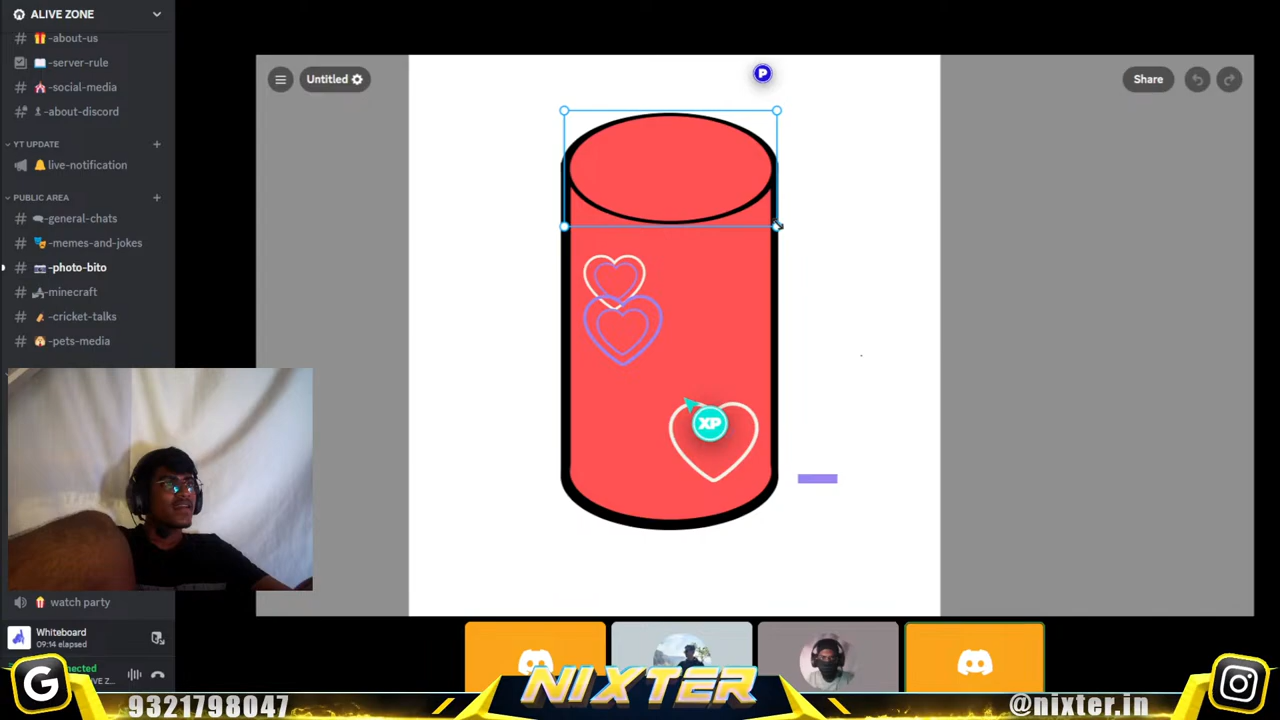 ALIVE ZONE
-about-us
-server-rule
-social-media
-about-discord
YT UPDATE
live-notification
PUBLIC AREA
-general-chats
-memes-and-jokes
-photo-bito
-minecraft
-cricket-talks
-pets-media
watch party
Whiteboard
09:14 elapsed
Untitled
Share
P
XP
G
9321798047
NIXTER
@nixter.in